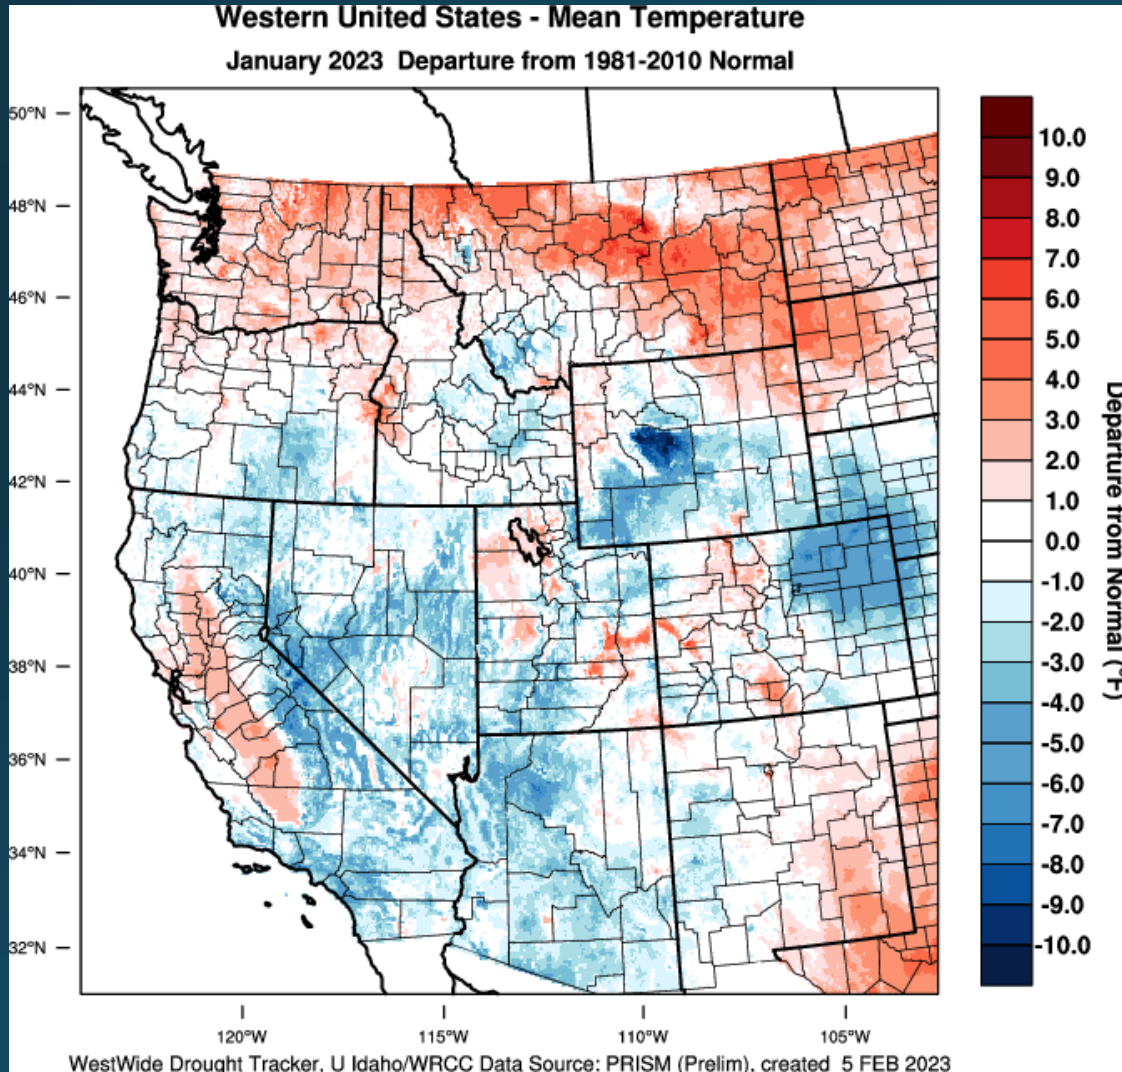 Western United States - Mean Temperature
January 2023 Departure from 1981-2010 Normal
50°N
48°N
46°N
44°N
42°N
40°N
38°N
36°N
34°N
32°N
120°W
115°W
110°W
105°W
10.0
9.0
8.0
7.0
6.0
5.0
4.0
3.0
2.0
1.0
0.0
-1.0
-2.0
-3.0
-4.0
-5.0
-6.0
-7.0
-8.0
-9.0
-10.0
Departure from Normal (°F)
WestWide Drought Tracker, U Idaho/WRCC Data Source: PRISM (Prelim), created 5 FEB 2023